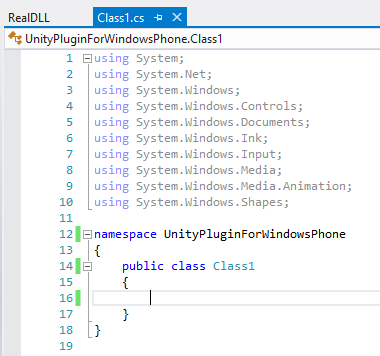 RealDLL Class1.cs
UnityPluginForWindowsPhone.Class1
1 using System;
2 using System.Net;
3 using System.Windows;
4 using System.Windows.Controls;
5 using System.Windows.Documents;
6 using System.Windows.Ink;
7 using System.Windows.Input;
8 using System.Windows.Media;
9 using System.Windows.Media.Animation;
10 using System.Windows.Shapes;
11
12 namespace UnityPluginForWindowsPhone
13 {
14 public class Class1
15 {
16
17 }
18 }
19